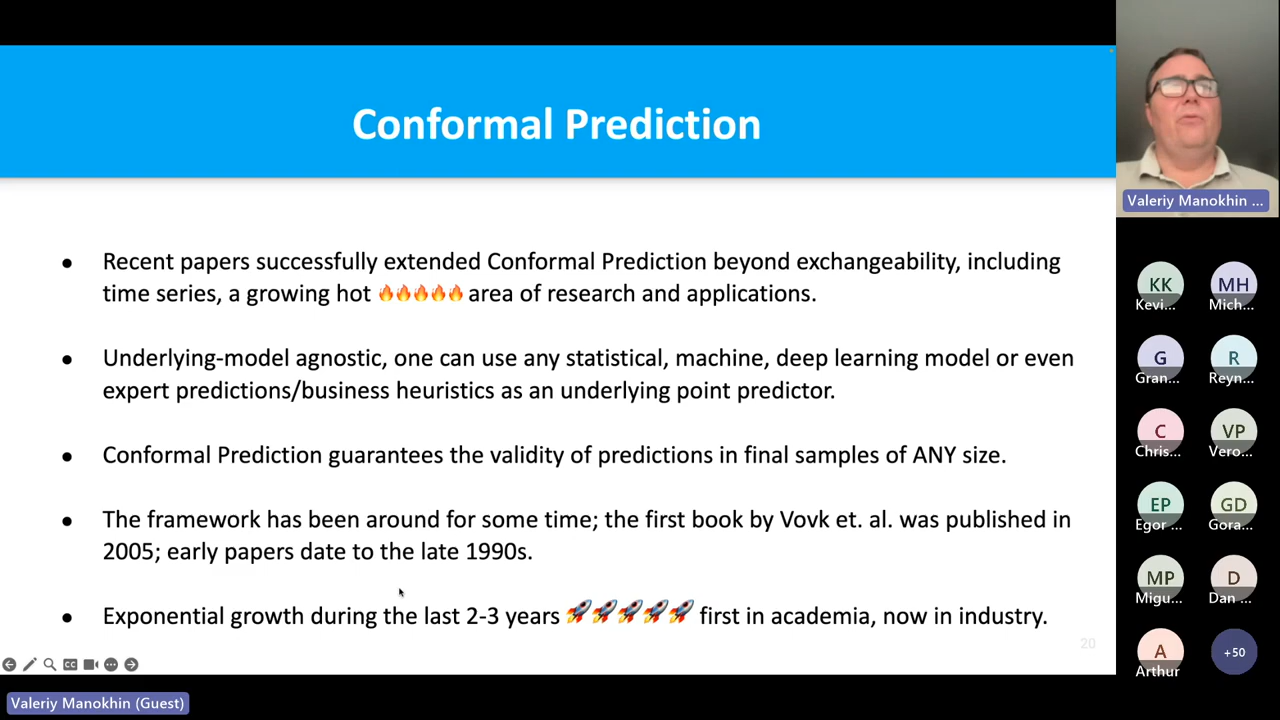 Conformal Prediction
● Recent papers successfully extended Conformal Prediction beyond exchangeability, including
time series, a growing hot 🔥🔥🔥🔥🔥 area of research and applications.
● Underlying-model agnostic, one can use any statistical, machine, deep learning model or even
expert predictions/business heuristics as an underlying point predictor.
● Conformal Prediction guarantees the validity of predictions in final samples of ANY size.
● The framework has been around for some time; the first book by Vovk et. al. was published in
2005; early papers date to the late 1990s.
● Exponential growth during the last 2-3 years 🚀🚀🚀🚀🚀 first in academia, now in industry.
20
CC
Valeriy Manokhin (Guest)
Valeriy Manokhin ...
KK
MH
Kevi...
Mich...
G
R
Gran...
Reyn...
C
VP
Chris...
Vero...
EP
GD
Egor ...
Gora...
MP
D
Migu...
Dan ...
A
+50
Arthur